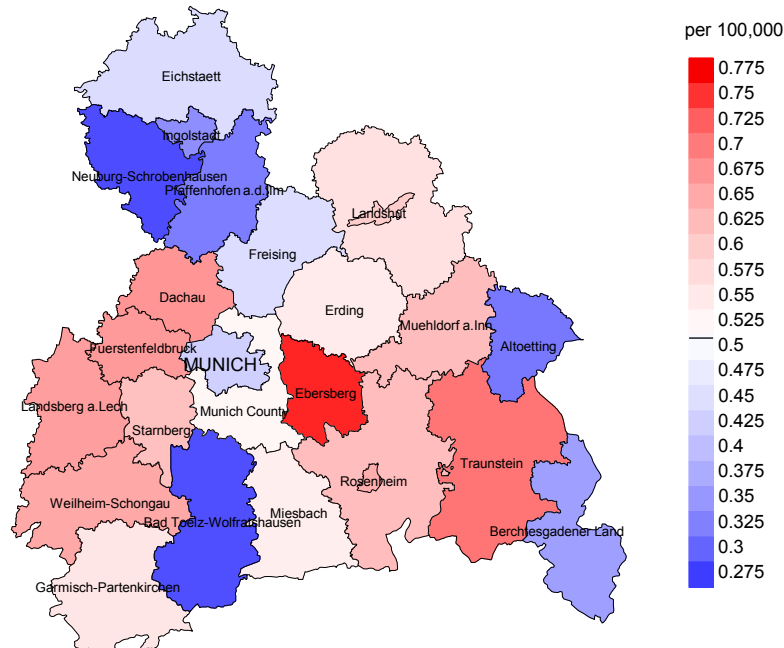 per 100,000
Eichstaett
Ingolstadt
Neuburg-Schrobenhausen
Pfaffenhofen a.d.Ilm
Landshut
Freising
Dachau
Erding
Muehldorf a.Inn
Altoetting
Fuerstenfeldbruck
MUNICH
Ebersberg
Landsberg a.Lech
Munich County
Starnberg
Traunstein
Rosenheim
Weilheim-Schongau
Miesbach
Bad Toelz-Wolfratshausen
Berchtesgadener Land
Garmisch-Partenkirchen
0.775
0.75
0.725
0.7
0.675
0.65
0.625
0.6
0.575
0.55
0.525
0.5
0.475
0.45
0.425
0.4
0.375
0.35
0.325
0.3
0.275